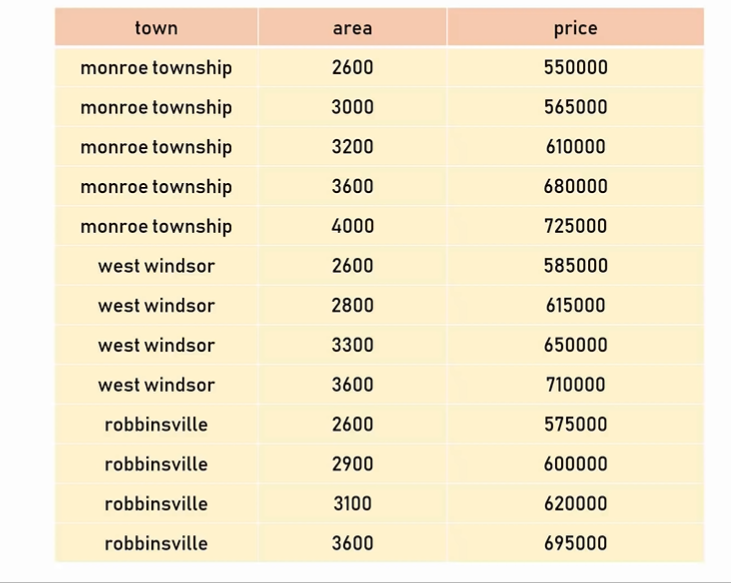 town area price
monroe township 2600 550000
monroe township 3000 565000
monroe township 3200 610000
monroe township 3600 680000
monroe township 4000 725000
west windsor 2600 585000
west windsor 2800 615000
west windsor 3300 650000
west windsor 3600 710000
robbinsville 2600 575000
robbinsville 2900 600000
robbinsville 3100 620000
robbinsville 3600 695000